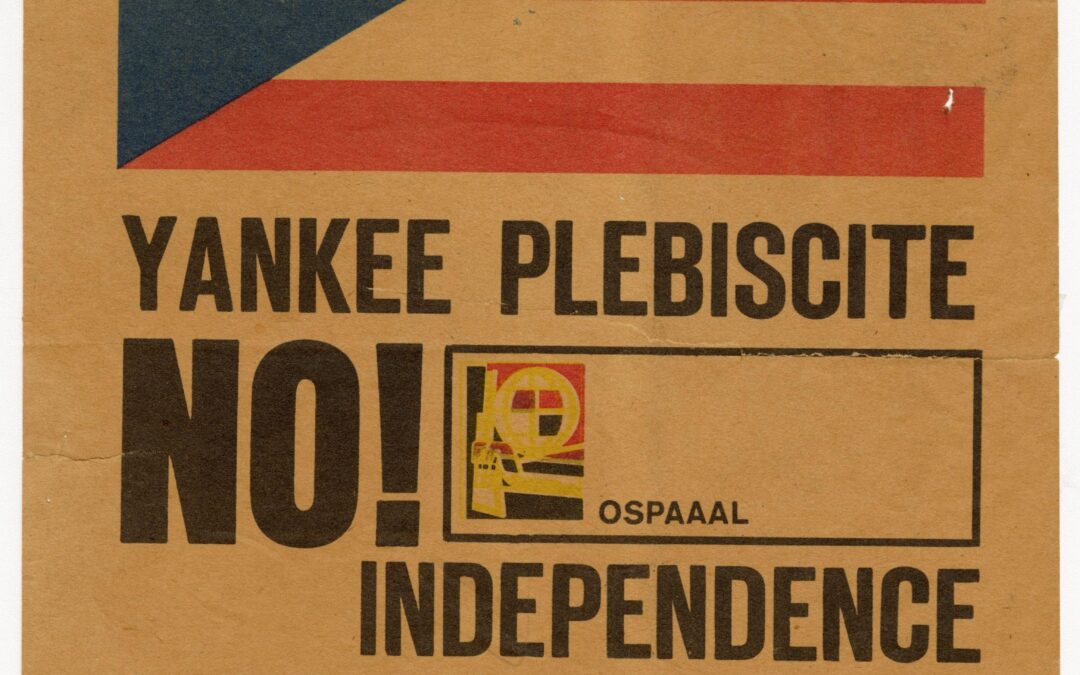 YANKEE PLEBISCITE
NO!
OSPAAAL
INDEPENDENCE